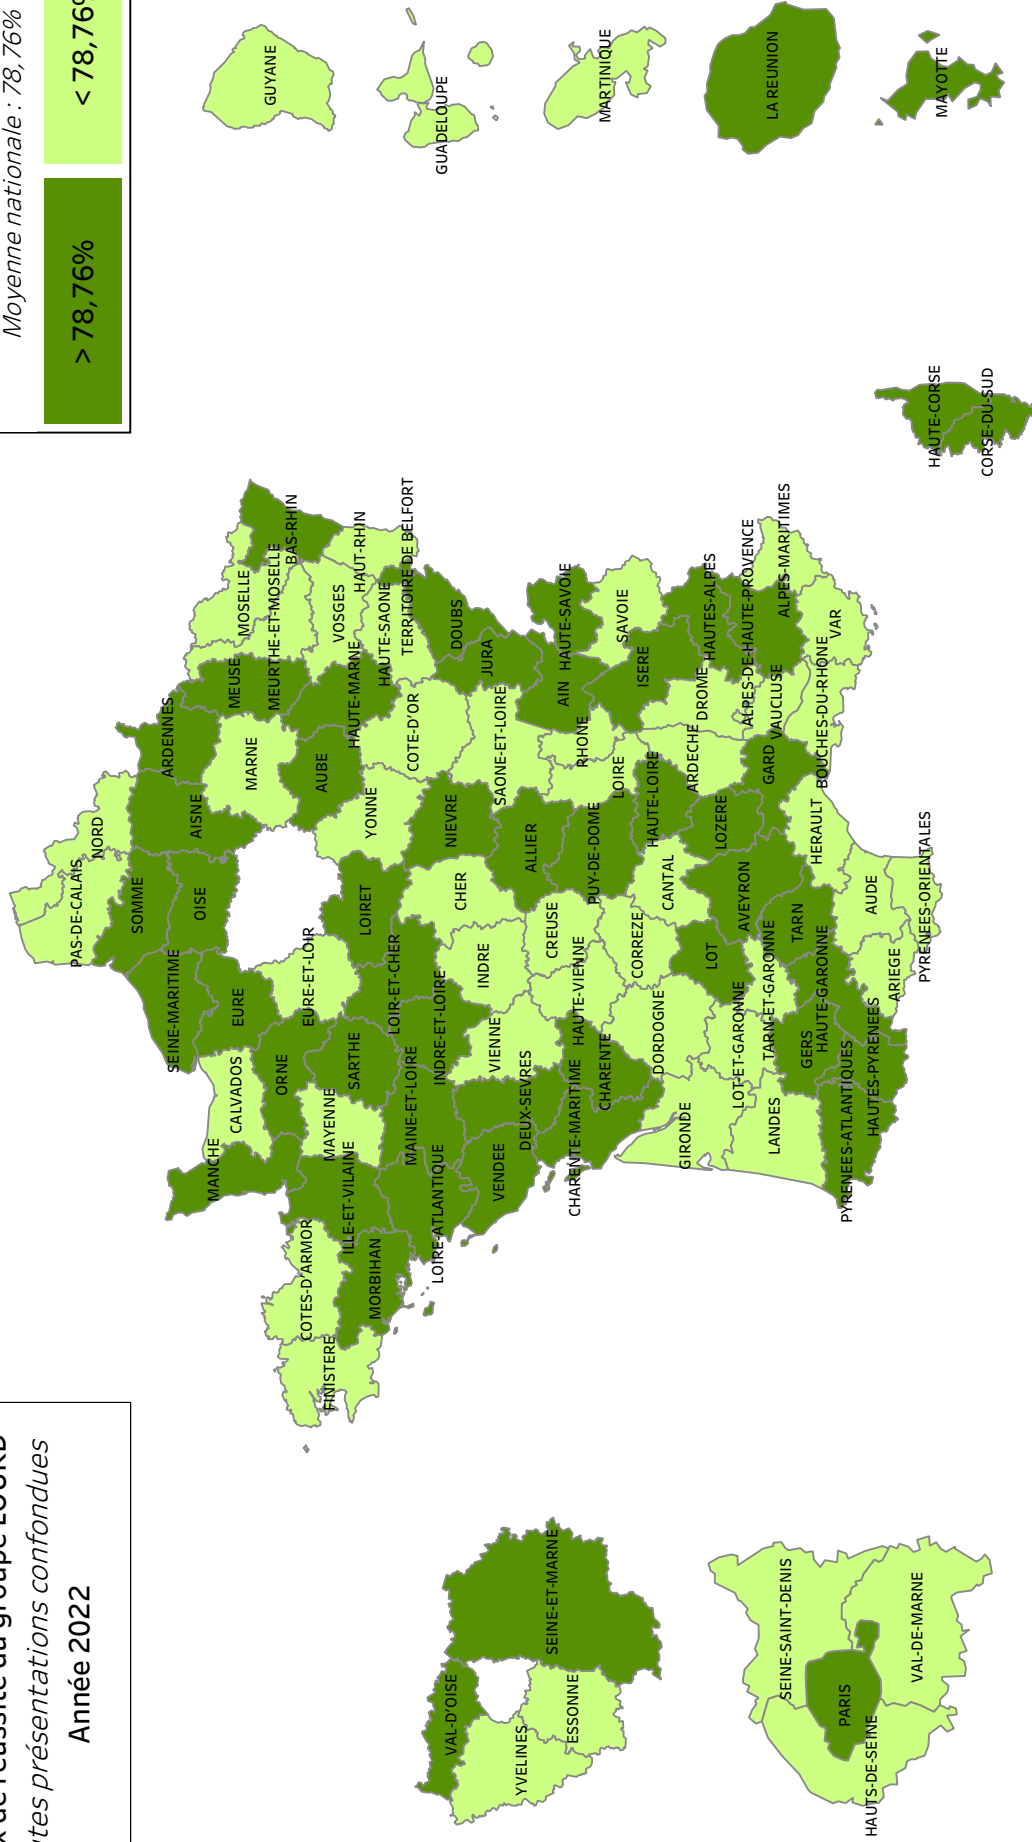 x de réussite du groupe LOURD
tes présentations confondues
Année 2022
Moyenne nationale : 78,76%
> 78,76%
< 78,76%
GUYANE
GUADELOUPE
MARTINIQUE
LA REUNION
MAYOTTE
HAUTE-CORSE
CORSE-DU-SUD
PAS-DE-CALAIS
NORD
SOMME
AISNE
ARDENNES
SEINE-MARITIME
OISE
EURE
MANCHE
CALVADOS
ORNE
EURE-ET-LOIR
MARNE
MEUSE
MOSELLE
MEURTHE-ET-MOSELLE
BAS-RHIN
FINISTERE
COTES-D'ARMOR
MORBIHAN
ILLE-ET-VILAINE
MAYENNE
SARTHE
LOIRET
AUBE
HAUTE-MARNE
VOSGES
HAUT-RHIN
YONNE
COTE-D'OR
HAUTE-SAONE
TERRITOIRE DE BELFORT
LOIRE-ATLANTIQUE
MAINE-ET-LOIRE
INDRE-ET-LOIRE
LOIR-ET-CHER
CHER
NIEVRE
DOUBS
JURA
VENDEE
DEUX-SEVRES
VIENNE
INDRE
ALLIER
SAONE-ET-LOIRE
AIN
HAUTE-SAVOIE
CHARENTE-MARITIME
CHARENTE
HAUTE-VIENNE
CREUSE
PUY-DE-DOME
LOIRE
RHONE
SAVOIE
ISERE
DORDOGNE
CORREZE
CANTAL
HAUTE-LOIRE
ARDECHE
DROME
HAUTES-ALPES
GIRONDE
LOT-ET-GARONNE
LOT
AVEYRON
LOZERE
GARD
VAUCLUSE
ALPES-DE-HAUTE-PROVENCE
ALPES-MARITIMES
LANDES
GERS
TARN-ET-GARONNE
TARN
HERAULT
BOUCHES-DU-RHONE
VAR
PYRENEES-ATLANTIQUES
HAUTES-PYRENEES
HAUTE-GARONNE
ARIEGE
AUDE
PYRENEES-ORIENTALES
VAL-D'OISE
YVELINES
ESSONNE
SEINE-ET-MARNE
SEINE-SAINT-DENIS
PARIS
HAUTS-DE-SEINE
VAL-DE-MARNE